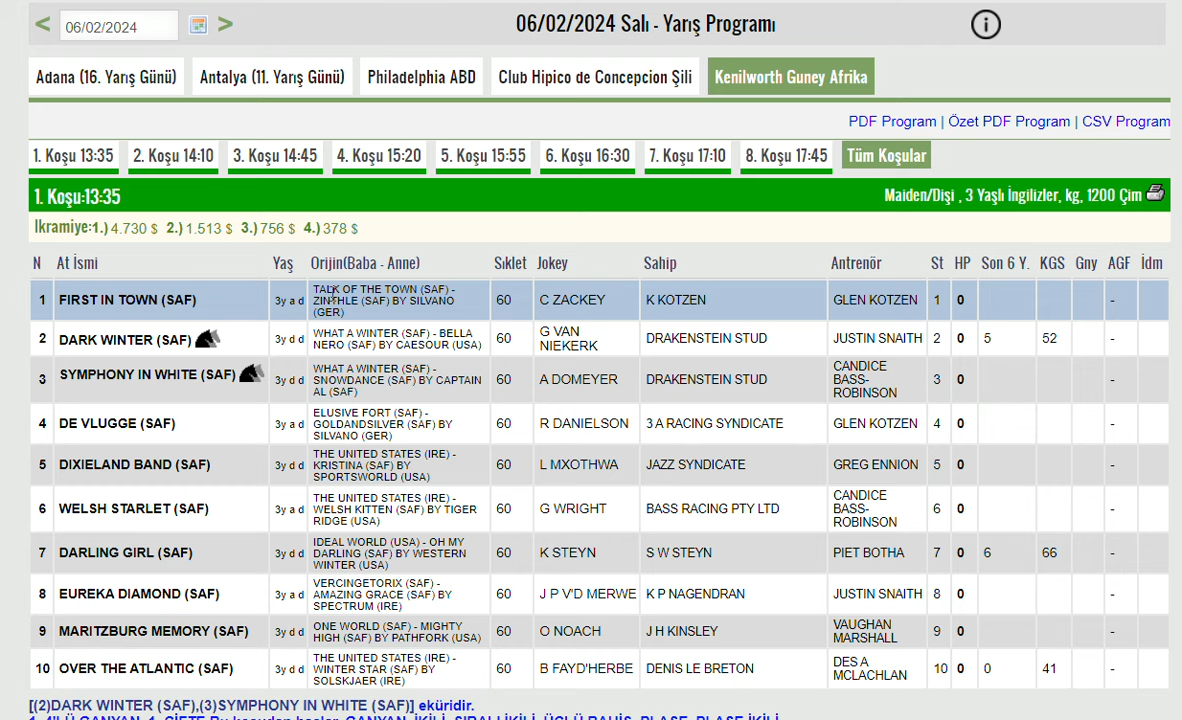 < 06/02/2024 > 06/02/2024 Salı - Yarış Programı i
Adana (16. Yarış Günü) Antalya (11. Yarış Günü) Philadelphia ABD Club Hipico de Concepcion Şili Kenilworth Guney Afrika
PDF Program | Özet PDF Program | CSV Program
1. Koşu 13:35 2. Koşu 14:10 3. Koşu 14:45 4. Koşu 15:20 5. Koşu 15:55 6. Koşu 16:30 7. Koşu 17:10 8. Koşu 17:45 Tüm Koşular
1. Koşu:13:35 Maiden/Dişi , 3 Yaşlı İngilizler, kg, 1200 Çim
Ikramiye:1.) 4.730 $ 2.) 1.513 $ 3.) 756 $ 4.) 378 $
N At İsmi Yaş Orijin(Baba - Anne) Sıklet Jokey Sahip Antrenör St HP Son 6 Y. KGS Gny AGF İdm
1 FIRST IN TOWN (SAF) 3y a d TALK OF THE TOWN (SAF) -
ZINTHLE (SAF) BY SILVANO
(GER) 60 C ZACKEY K KOTZEN GLEN KOTZEN 1 0 -
2 DARK WINTER (SAF) 3y d d WHAT A WINTER (SAF) - BELLA
NERO (SAF) BY CAESOUR (USA) 60 G VAN
NIEKERK DRAKENSTEIN STUD JUSTIN SNAITH 2 0 5 52 -
3 SYMPHONY IN WHITE (SAF) 3y d d WHAT A WINTER (SAF) -
SNOWDANCE (SAF) BY CAPTAIN
AL (SAF) 60 A DOMEYER DRAKENSTEIN STUD CANDICE
BASS-
ROBINSON 3 0 -
4 DE VLUGGE (SAF) 3y a d ELUSIVE FORT (SAF) -
GOLDANDSILVER (SAF) BY
SILVANO (GER) 60 R DANIELSON 3 A RACING SYNDICATE GLEN KOTZEN 4 0 -
5 DIXIELAND BAND (SAF) 3y d d THE UNITED STATES (IRE) -
KRISTINA (SAF) BY
SPORTSWORLD (USA) 60 L MXOTHWA JAZZ SYNDICATE GREG ENNION 5 0 -
6 WELSH STARLET (SAF) 3y a d THE UNITED STATES (IRE) -
WELSH KITTEN (SAF) BY TIGER
RIDGE (USA) 60 G WRIGHT BASS RACING PTY LTD CANDICE
BASS-
ROBINSON 6 0 -
7 DARLING GIRL (SAF) 3y d d IDEAL WORLD (USA) - OH MY
DARLING (SAF) BY WESTERN
WINTER (USA) 60 K STEYN S W STEYN PIET BOTHA 7 0 6 66 -
8 EUREKA DIAMOND (SAF) 3y a d VERCINGETORIX (SAF) -
AMAZING GRACE (SAF) BY
SPECTRUM (IRE) 60 J P V'D MERWE K P NAGENDRAN JUSTIN SNAITH 8 0 -
9 MARITZBURG MEMORY (SAF) 3y d d ONE WORLD (SAF) - MIGHTY
HIGH (SAF) BY PATHFORK (USA) 60 O NOACH J H KINSLEY VAUGHAN
MARSHALL 9 0 -
10 OVER THE ATLANTIC (SAF) 3y d d THE UNITED STATES (IRE) -
WINTER STAR (SAF) BY
SOLSKJAER (IRE) 60 B FAYD'HERBE DENIS LE BRETON DES A
MCLACHLAN 10 0 0 41 -
[(2)DARK WINTER (SAF),(3)SYMPHONY IN WHITE (SAF)] eküridir.